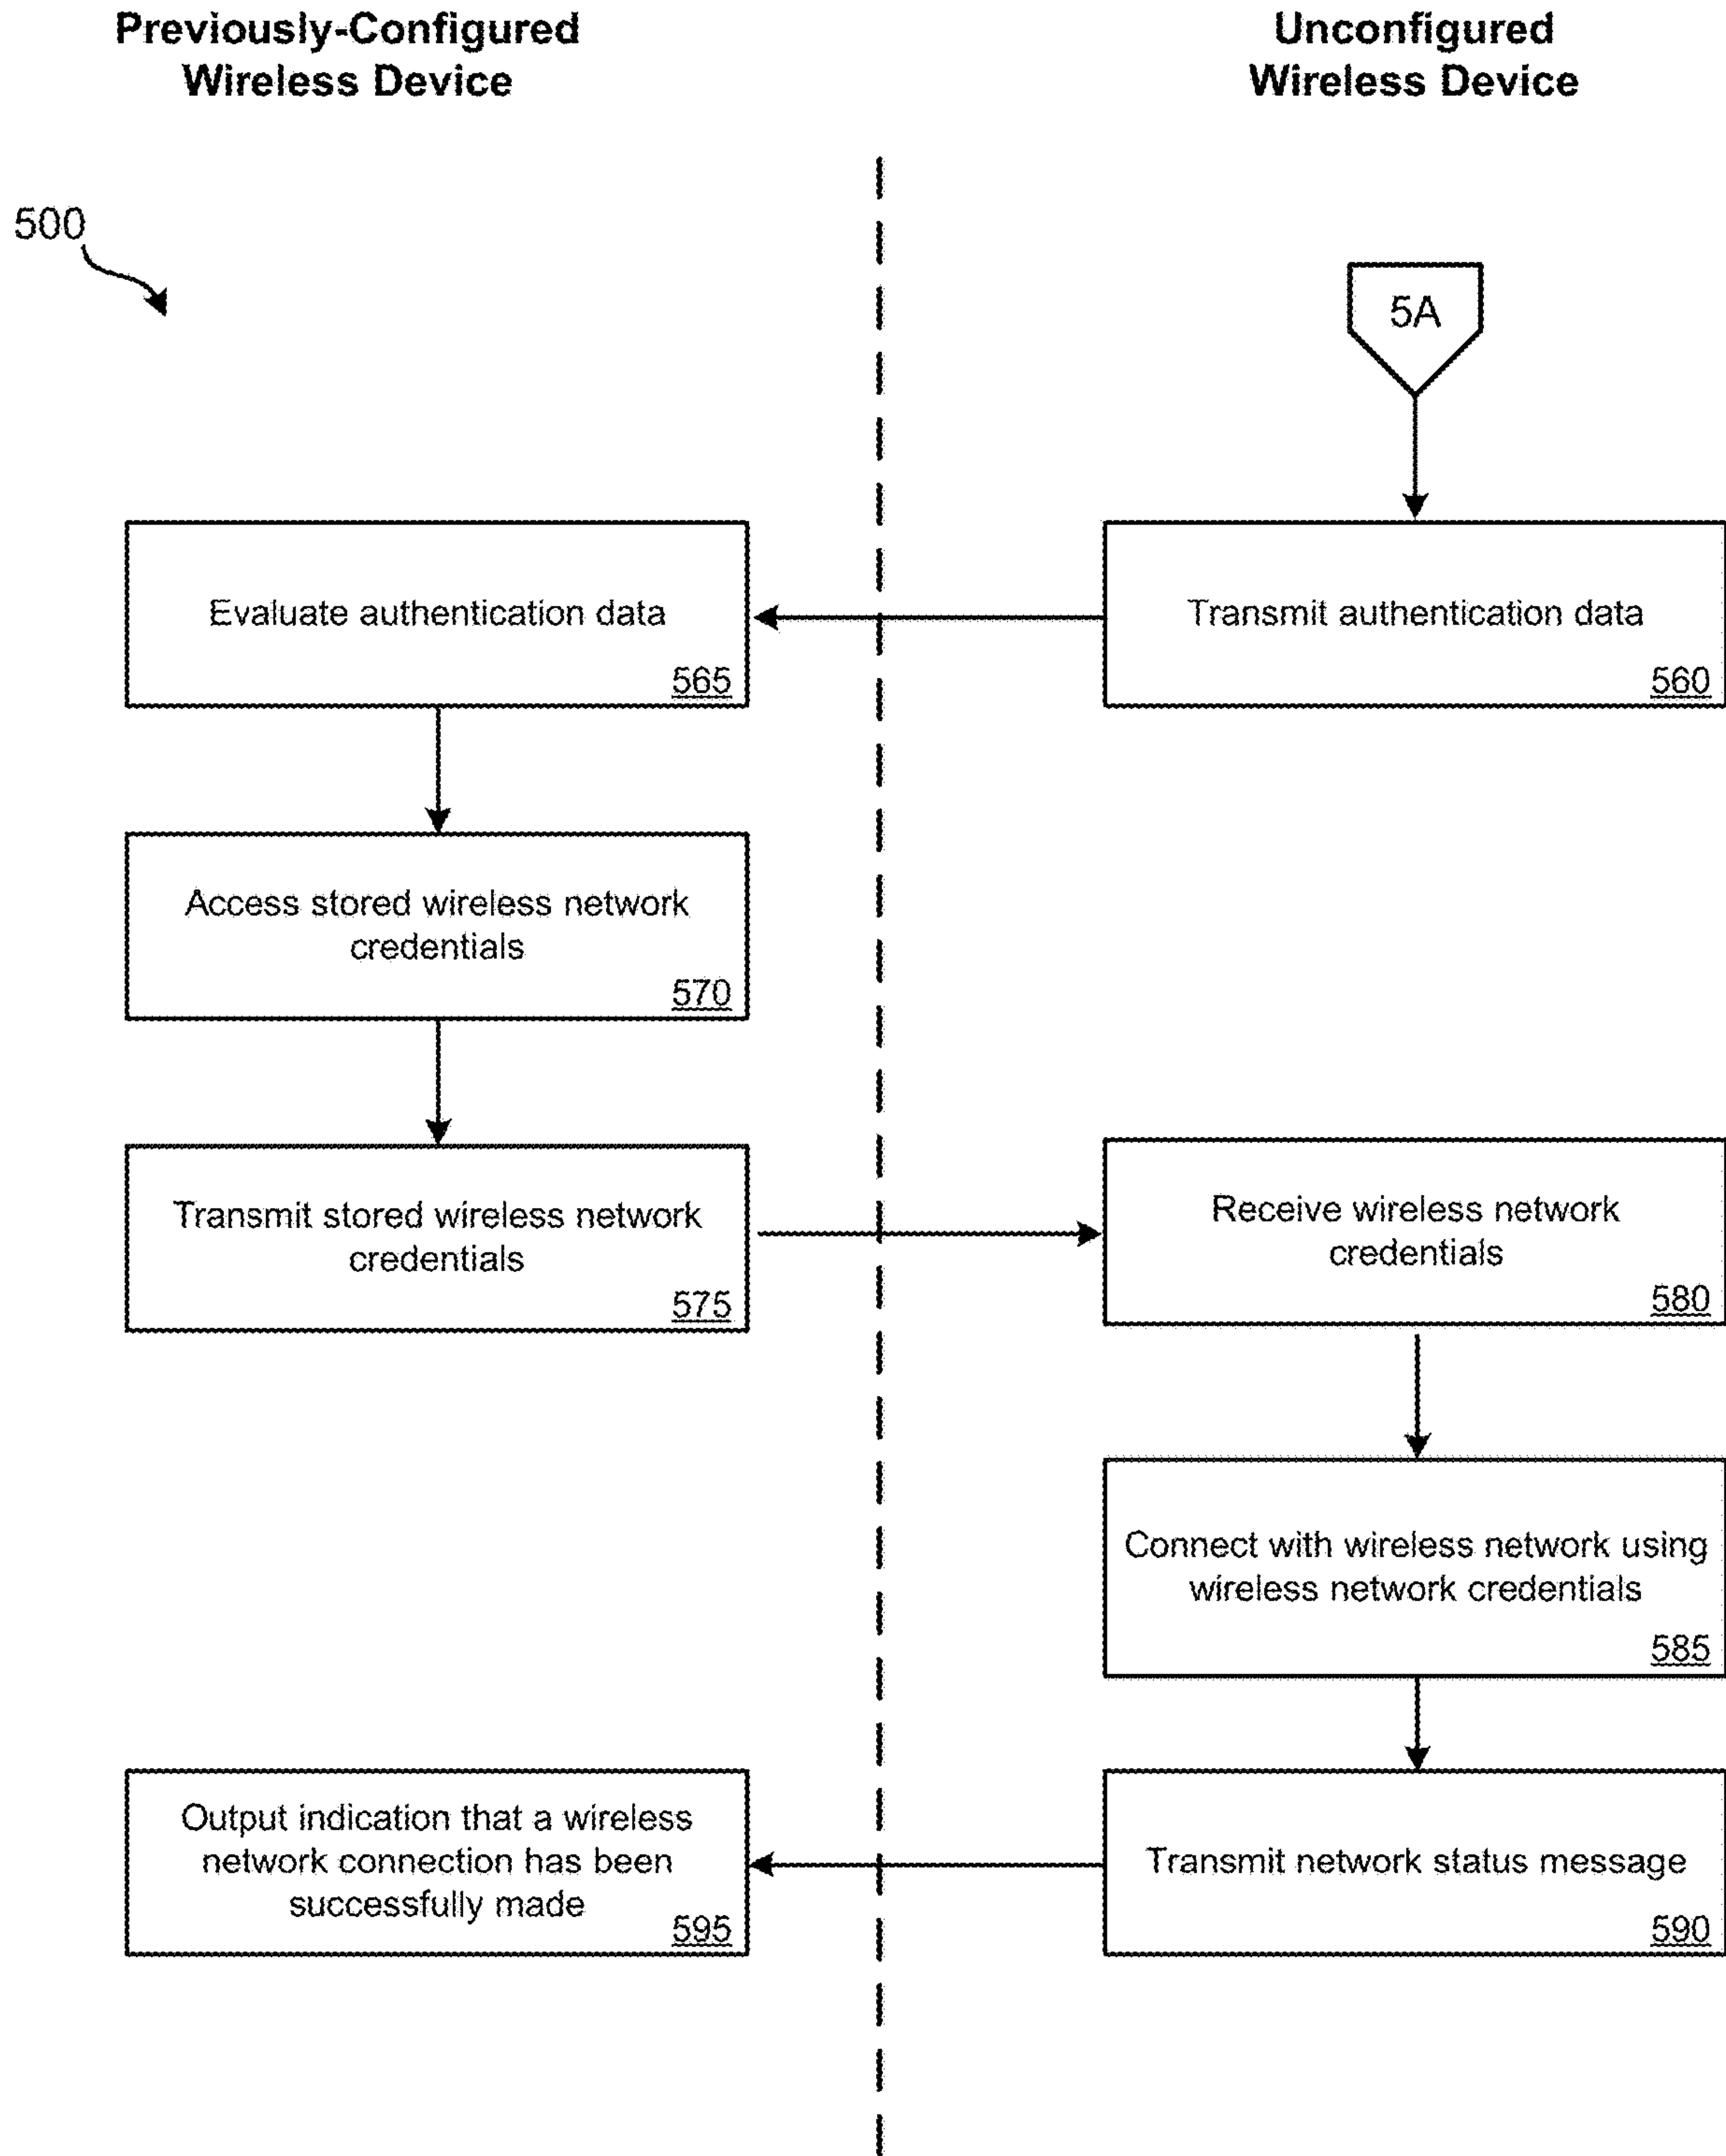 Previously-Configured
Wireless Device
Unconfigured
Wireless Device
500
5A
Evaluate authentication data
565
Transmit authentication data
560
Access stored wireless network
credentials
570
Transmit stored wireless network
credentials
575
Receive wireless network
credentials
580
Connect with wireless network using
wireless network credentials
585
Output indication that a wireless
network connection has been
successfully made
595
Transmit network status message
590